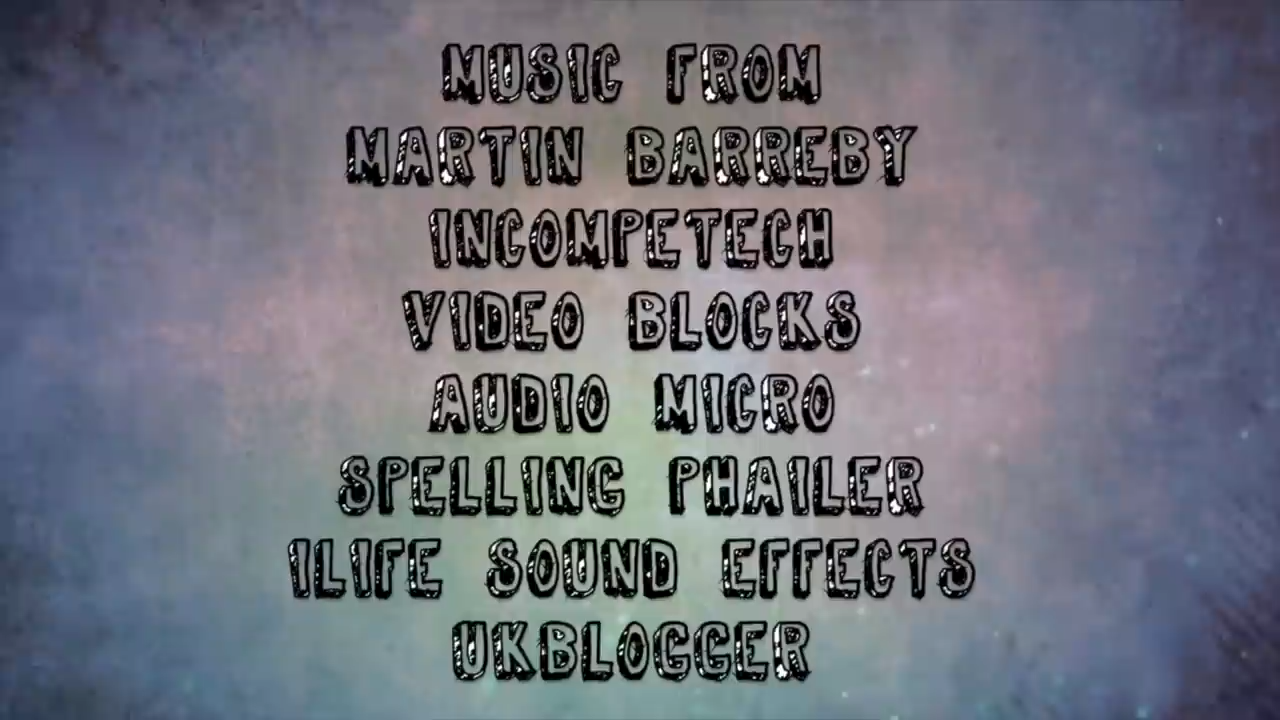 MUSIC FROM
MARTIN BARREBY
INCOMPETECH
VIDEO BLOCKS
AUDIO MICRO
SPELLING PHAILER
ILIFE SOUND EFFECTS
UKBLOGGER